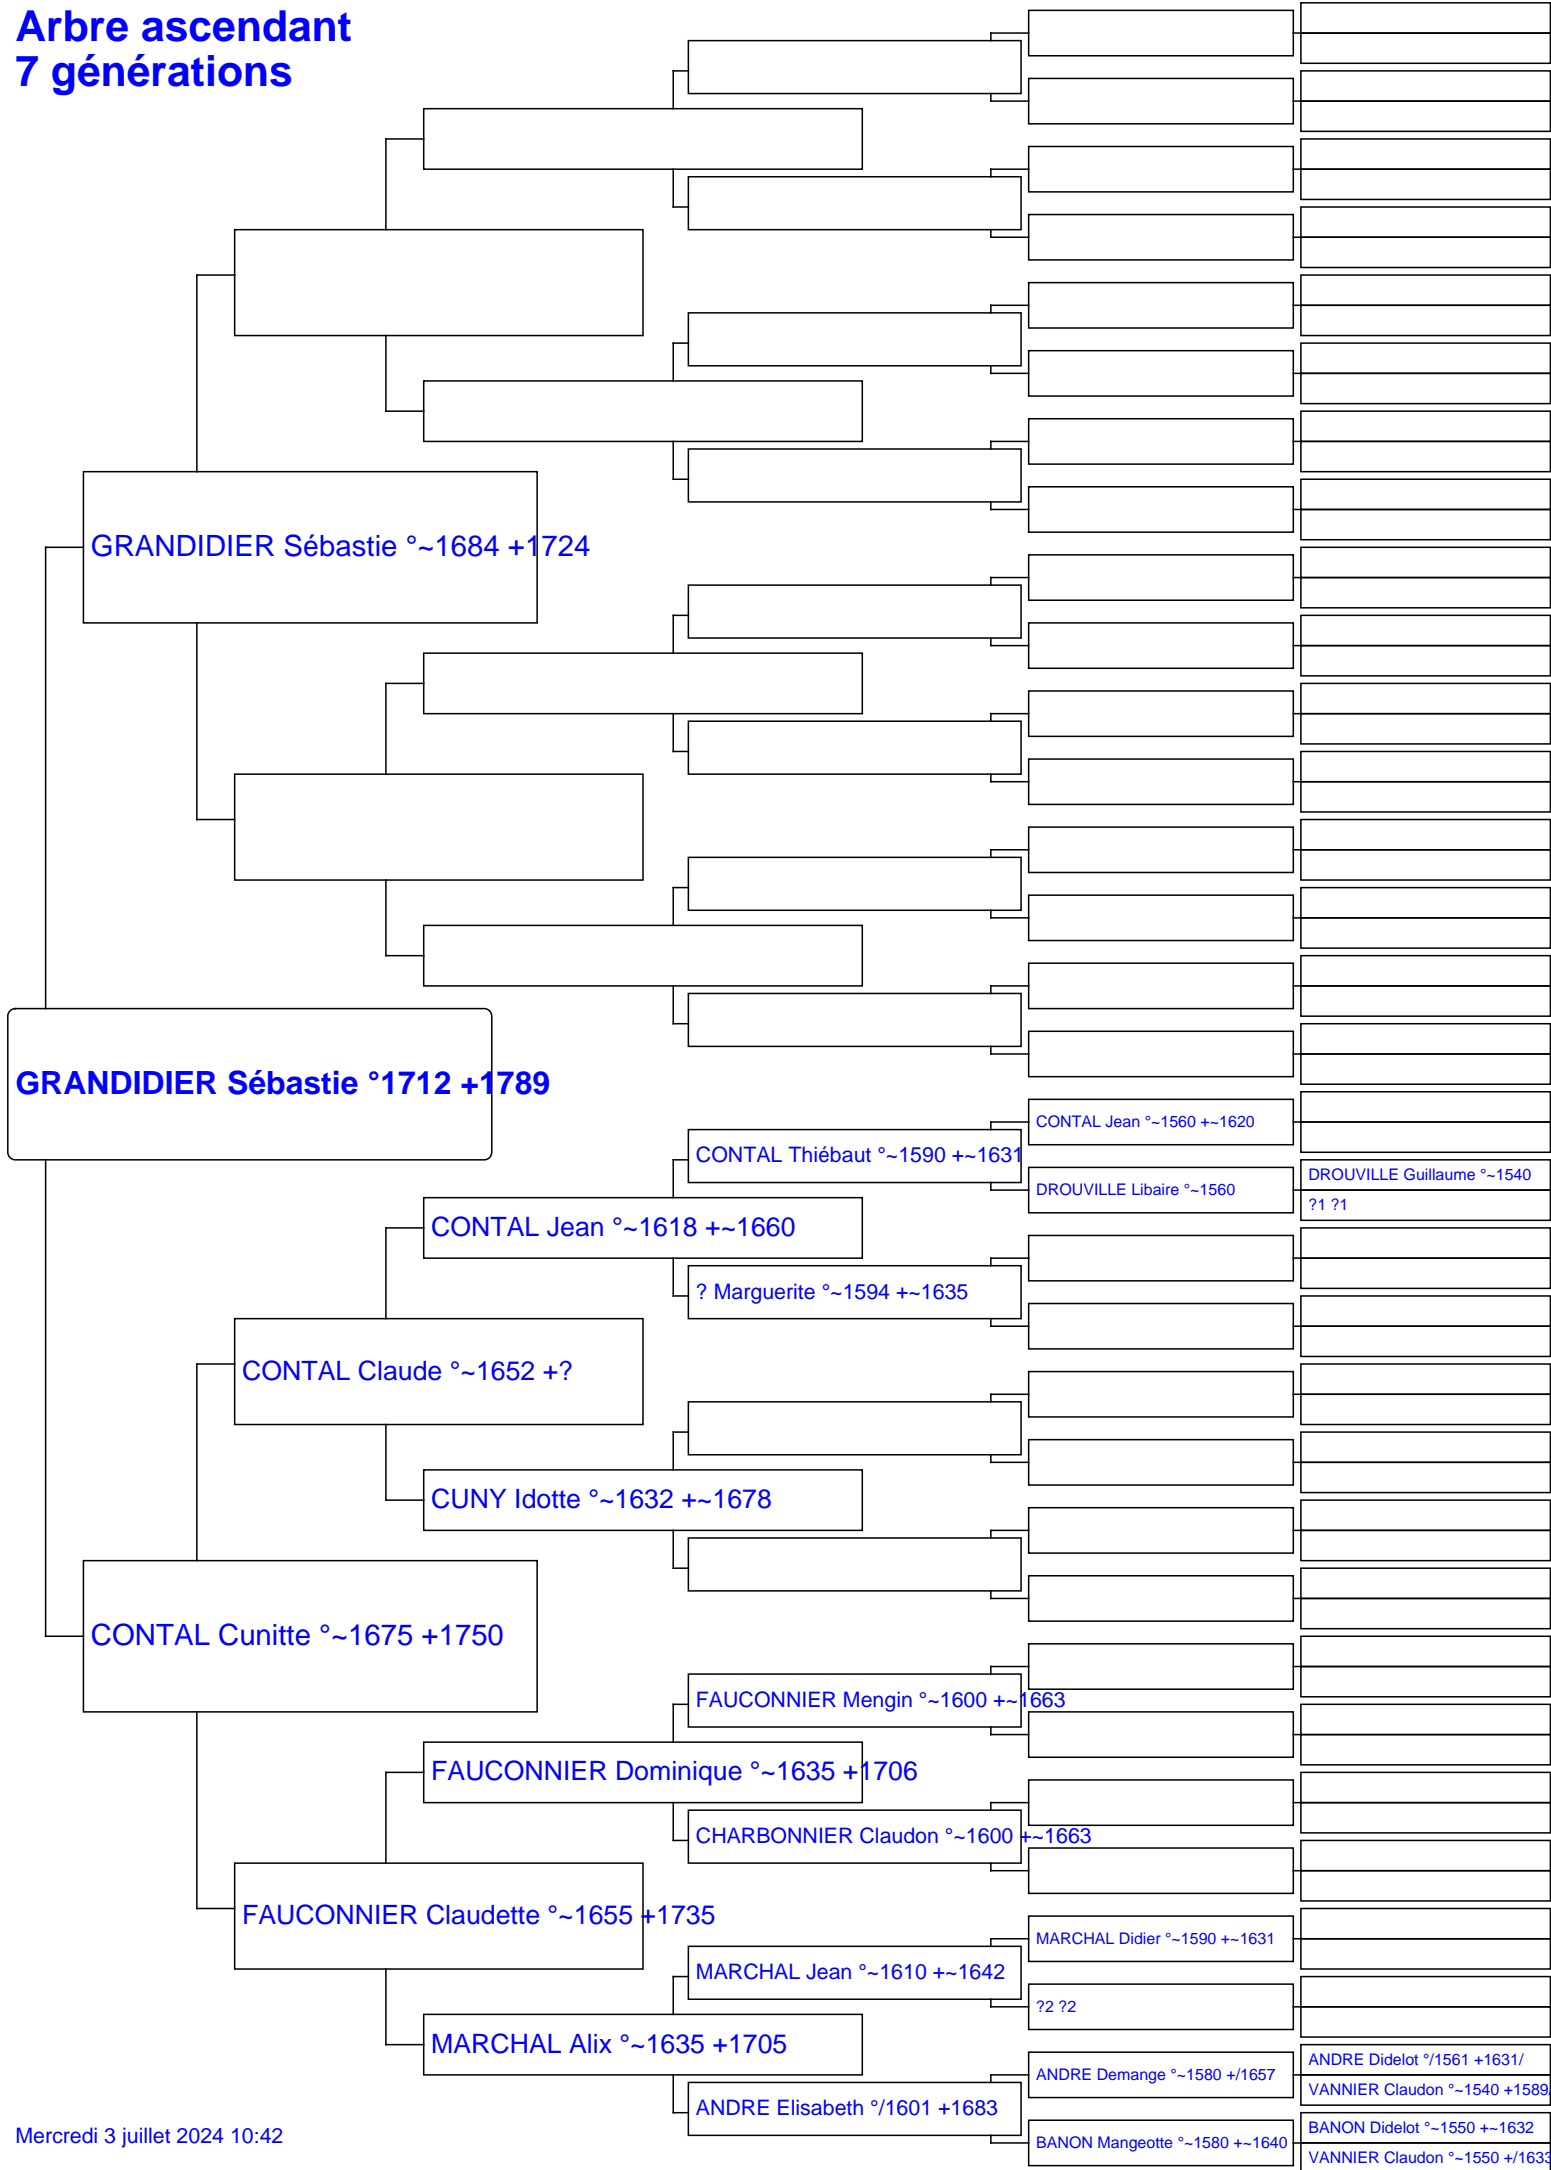 Arbre ascendant
7 générations
GRANDIDIER Sébastie °~1684 +1724
GRANDIDIER Sébastie °1712 +1789
CONTAL Jean °~1560 +~1620
CONTAL Thiébaut °~1590 +~1631
DROUVILLE Guillaume °~1540
DROUVILLE Libaire °~1560
?1 ?1
CONTAL Jean °~1618 +~1660
? Marguerite °~1594 +~1635
CONTAL Claude °~1652 +?
CUNY Idotte °~1632 +~1678
CONTAL Cunitte °~1675 +1750
FAUCONNIER Mengin °~1600 +~1663
FAUCONNIER Dominique °~1635 +1706
CHARBONNIER Claudon °~1600 +~1663
FAUCONNIER Claudette °~1655 +1735
MARCHAL Didier °~1590 +~1631
MARCHAL Jean °~1610 +~1642
?2 ?2
MARCHAL Alix °~1635 +1705
ANDRE Didelot °/1561 +1631/
ANDRE Demange °~1580 +/1657
VANNIER Claudon °~1540 +1589/
ANDRE Elisabeth °/1601 +1683
BANON Didelot °~1550 +~1632
BANON Mangeotte °~1580 +~1640
VANNIER Claudon °~1550 +/1633
Mercredi 3 juillet 2024 10:42